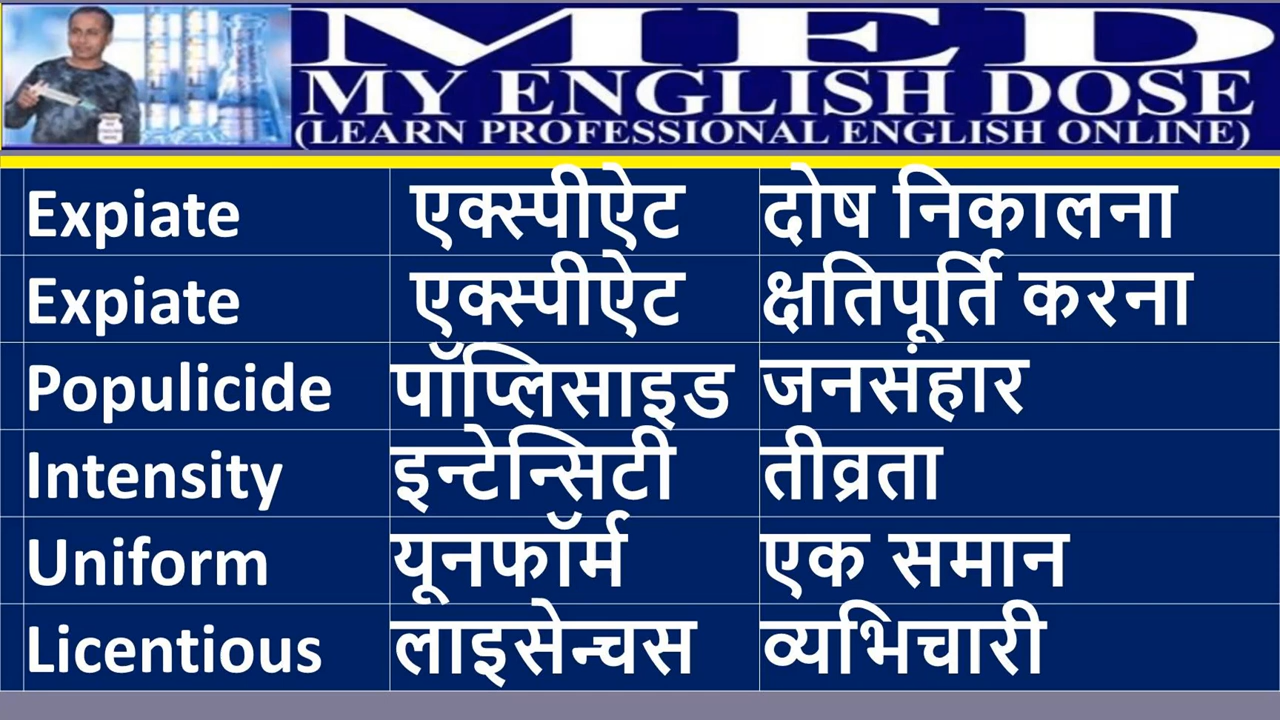 MED
MY ENGLISH DOSE
(LEARN PROFESSIONAL ENGLISH ONLINE)
Expiate एक्स्पीऐट दोष निकालना
Expiate एक्स्पीऐट क्षतिपूर्ति करना
Populicide पॉप्लिसाइड जनसंहार
Intensity इन्टेन्सिटी तीव्रता
Uniform यूनफॉर्म एक समान
Licentious लाइसेन्चस व्यभिचारी